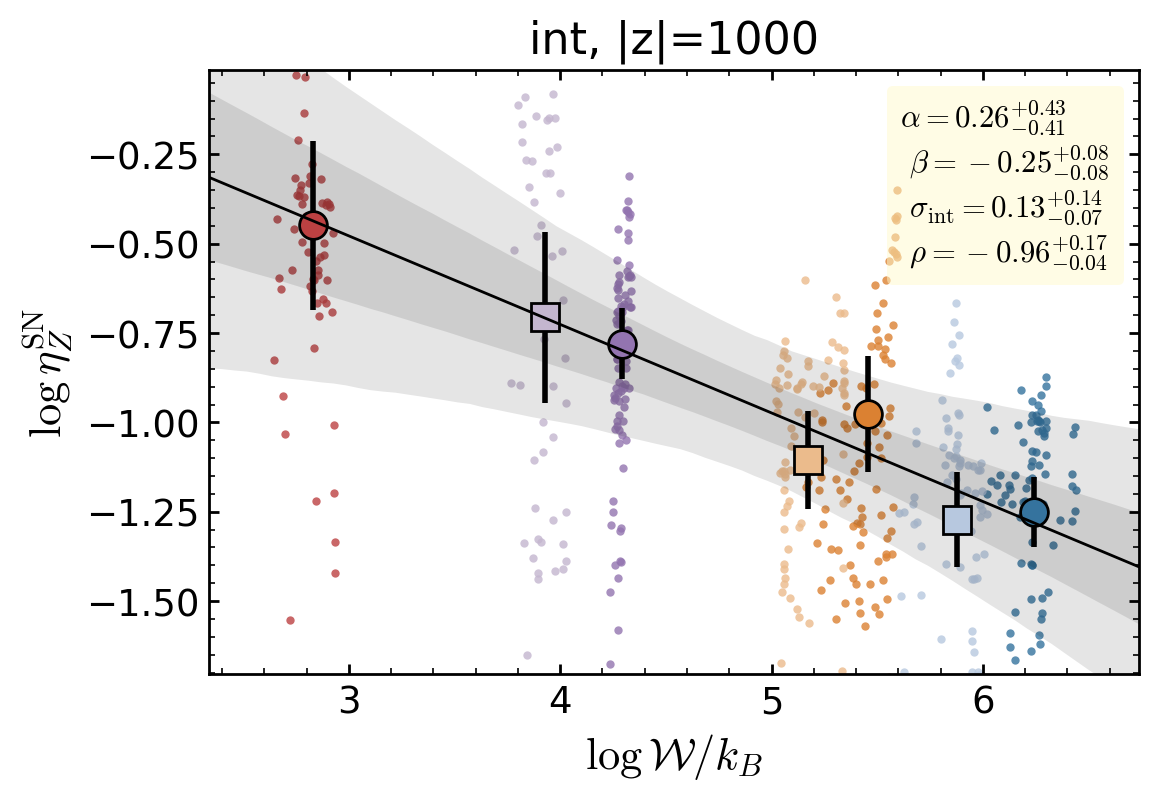 int, |z|=1000
α = 0.26 +0.43 −0.41
β = −0.25 +0.08 −0.08
σ_int = 0.13 +0.14 −0.07
ρ = −0.96 +0.17 −0.04
log η_Z^SN
−0.25
−0.50
−0.75
−1.00
−1.25
−1.50
3 4 5 6
log 𝒲/k_B